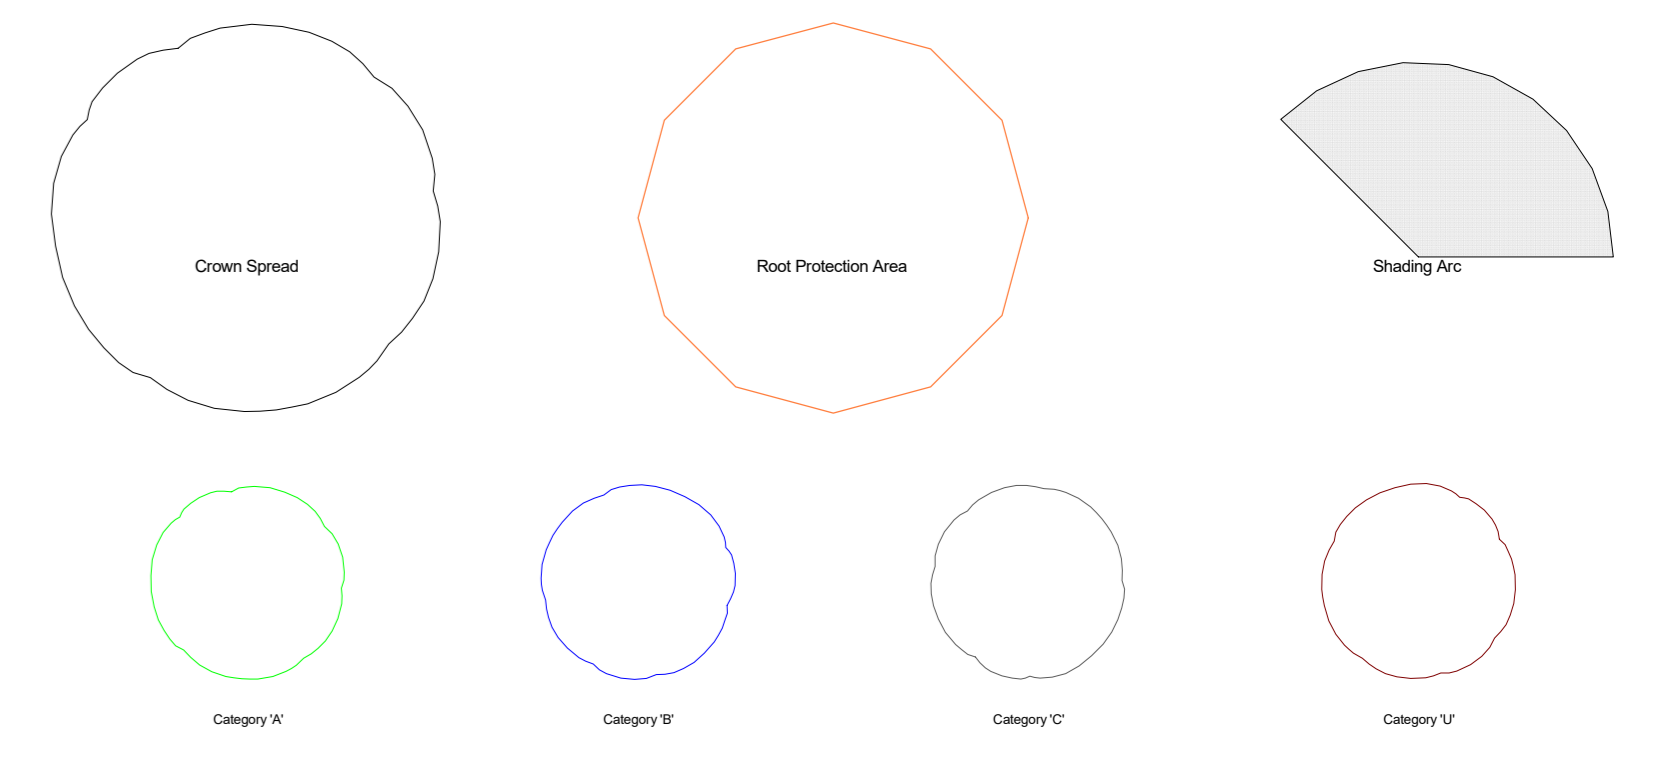 Crown Spread
Root Protection Area
Shading Arc
Category 'A'
Category 'B'
Category 'C'
Category 'U'